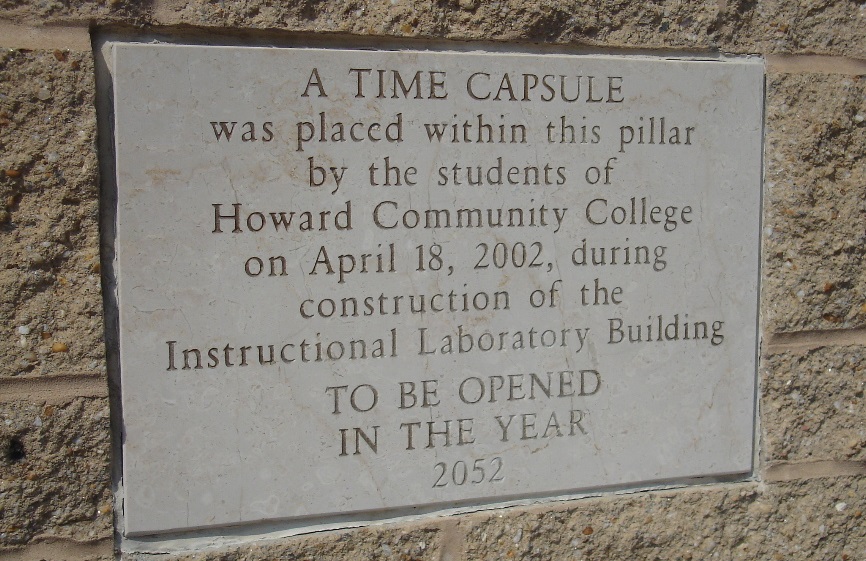 A TIME CAPSULE
was placed within this pillar
by the students of
Howard Community College
on April 18, 2002, during
construction of the
Instructional Laboratory Building
TO BE OPENED
IN THE YEAR
2052